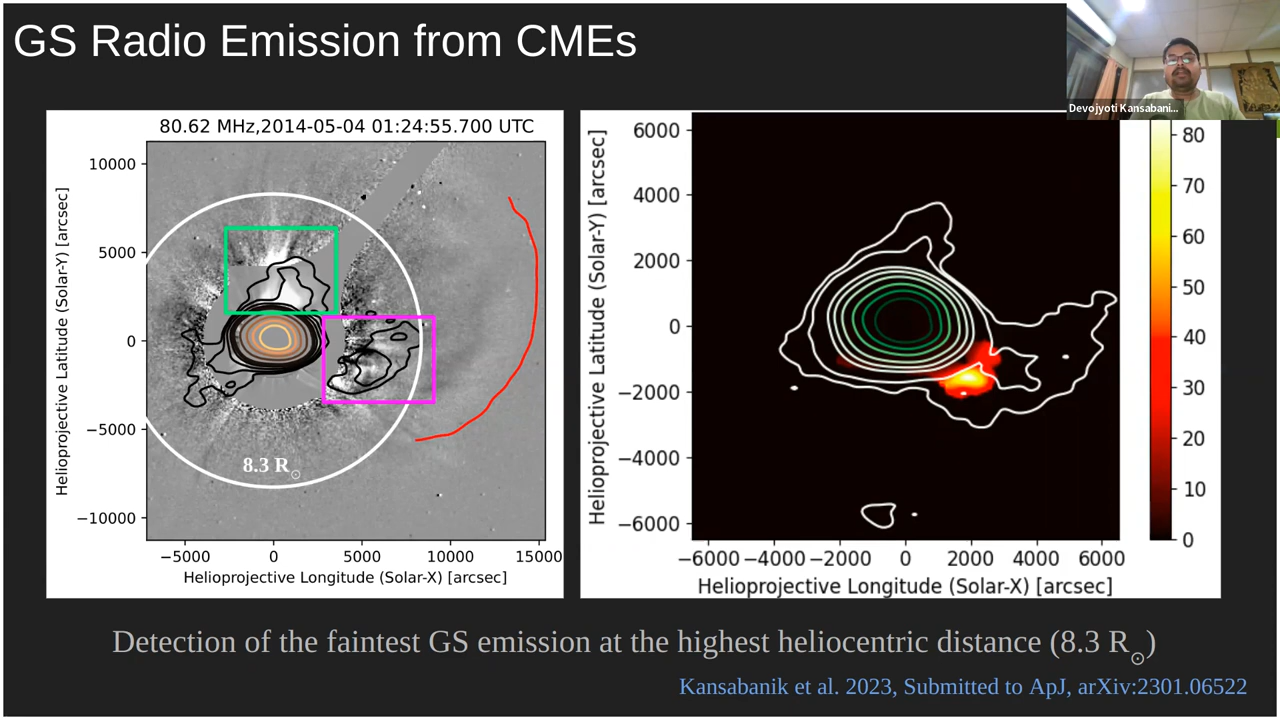 GS Radio Emission from CMEs
Devojyoti Kansabani...
80.62 MHz,2014-05-04 01:24:55.700 UTC
Helioprojective Latitude (Solar-Y) [arcsec]
10000
5000
0
−5000
−10000
8.3 R☉
−5000 0 5000 10000 15000
Helioprojective Longitude (Solar-X) [arcsec]
Helioprojective Latitude (Solar-Y) [arcsec]
6000
4000
2000
0
−2000
−4000
−6000
−6000 −4000 −2000 0 2000 4000 6000
Helioprojective Longitude (Solar-X) [arcsec]
80
70
60
50
40
30
20
10
0
Detection of the faintest GS emission at the highest heliocentric distance (8.3 R☉)
Kansabanik et al. 2023, Submitted to ApJ, arXiv:2301.06522